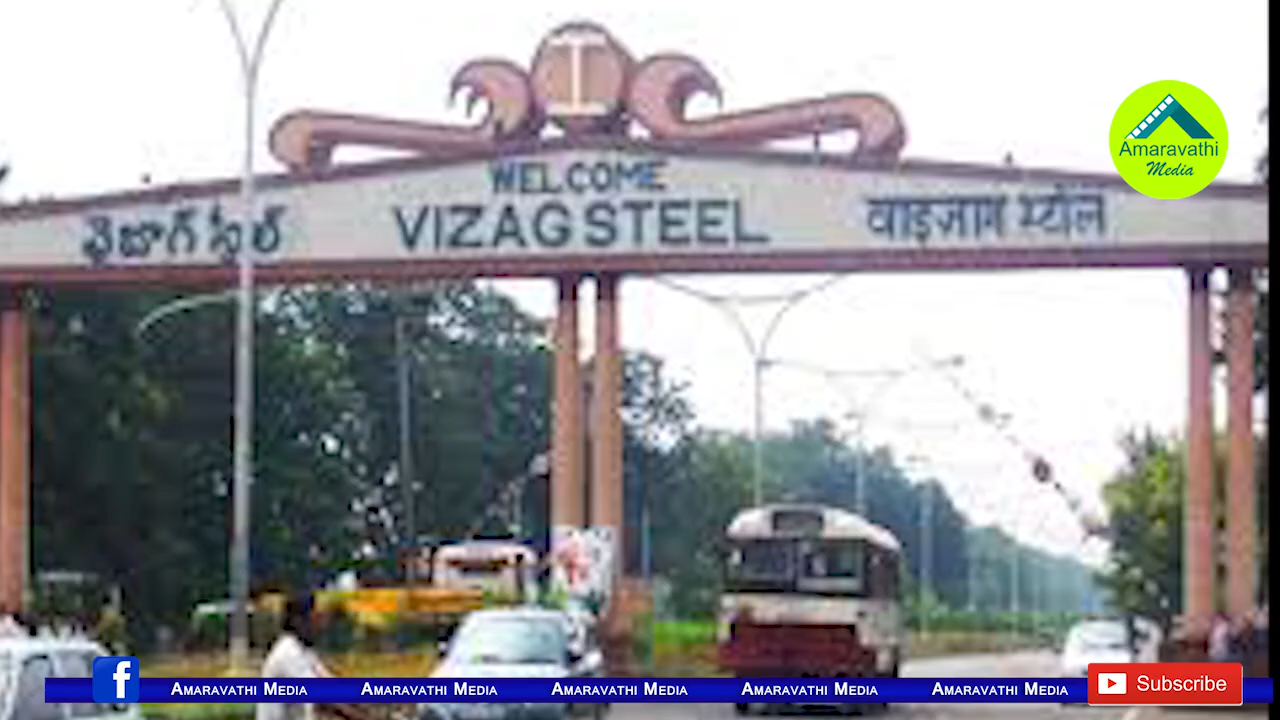 WELCOME
వైజాగ్ స్టీల్ VIZAG STEEL वाइजाग स्टील
Amaravathi
Media
f
AMARAVATHI MEDIA AMARAVATHI MEDIA AMARAVATHI MEDIA AMARAVATHI MEDIA AMARAVATHI MEDIA
Subscribe